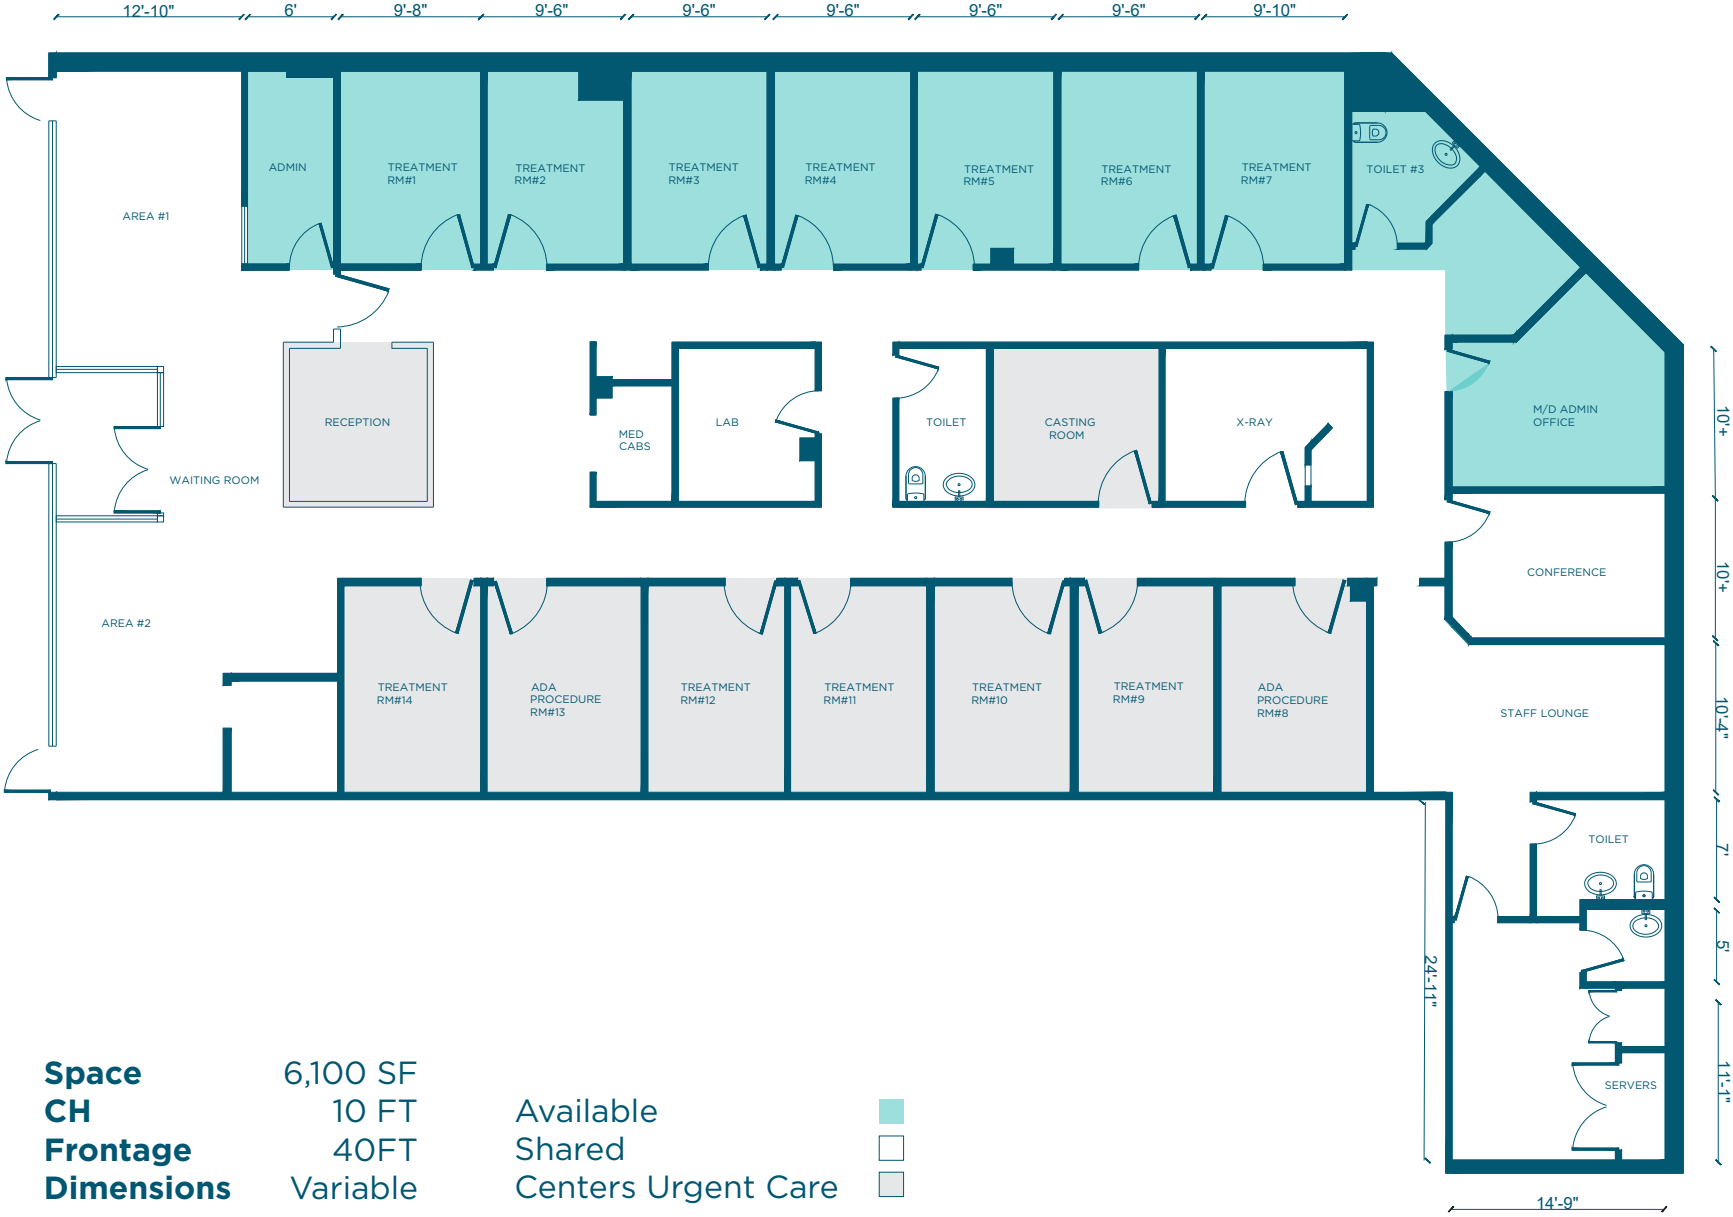 12'-10"
6'
9'-8"
9'-6"
9'-6"
9'-6"
9'-6"
9'-6"
9'-10"
ADMIN
TREATMENT
RM#1
TREATMENT
RM#2
TREATMENT
RM#3
TREATMENT
RM#4
TREATMENT
RM#5
TREATMENT
RM#6
TREATMENT
RM#7
TOILET #3
AREA #1
RECEPTION
MED
CABS
LAB
TOILET
CASTING
ROOM
X-RAY
M/D ADMIN
OFFICE
10'+
WAITING ROOM
CONFERENCE
10'+
AREA #2
TREATMENT
RM#14
ADA
PROCEDURE
RM#13
TREATMENT
RM#12
TREATMENT
RM#11
TREATMENT
RM#10
TREATMENT
RM#9
ADA
PROCEDURE
RM#8
STAFF LOUNGE
10'-4"
TOILET
7'
5'
24'-11"
SERVERS
11'-1"
14'-9"
Space 6,100 SF
CH 10 FT
Frontage 40FT
Dimensions Variable
Available
Shared
Centers Urgent Care